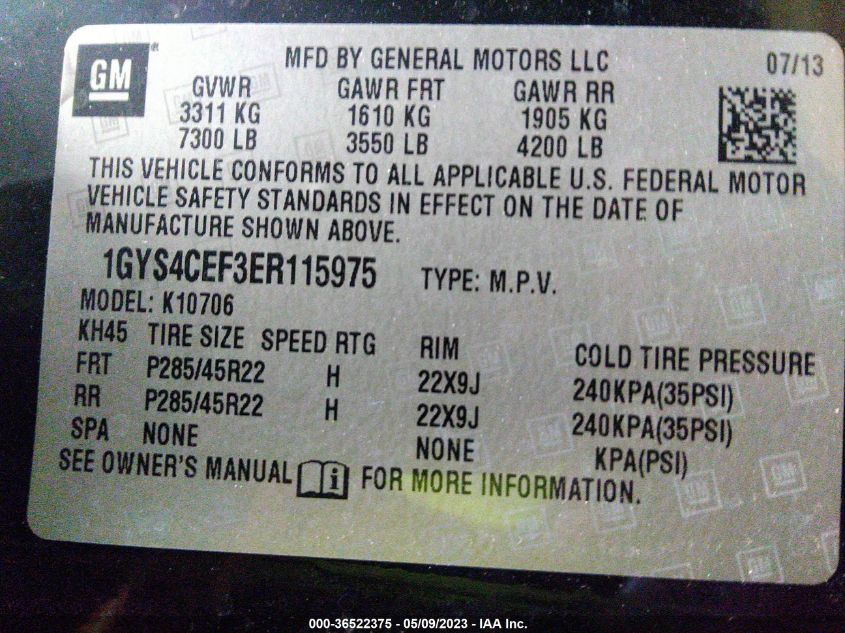 GM
MFD BY GENERAL MOTORS LLC 07/13
GVWR GAWR FRT GAWR RR
3311 KG 1610 KG 1905 KG
7300 LB 3550 LB 4200 LB
THIS VEHICLE CONFORMS TO ALL APPLICABLE U.S. FEDERAL MOTOR
VEHICLE SAFETY STANDARDS IN EFFECT ON THE DATE OF
MANUFACTURE SHOWN ABOVE.
1GYS4CEF3ER115975 TYPE: M.P.V.
MODEL: K10706
KH45 TIRE SIZE SPEED RTG RIM COLD TIRE PRESSURE
FRT P285/45R22 H 22X9J 240KPA(35PSI)
RR P285/45R22 H 22X9J 240KPA(35PSI)
SPA NONE NONE KPA(PSI)
SEE OWNER'S MANUAL i FOR MORE INFORMATION.
000-36522375 - 05/09/2023 - IAA Inc.